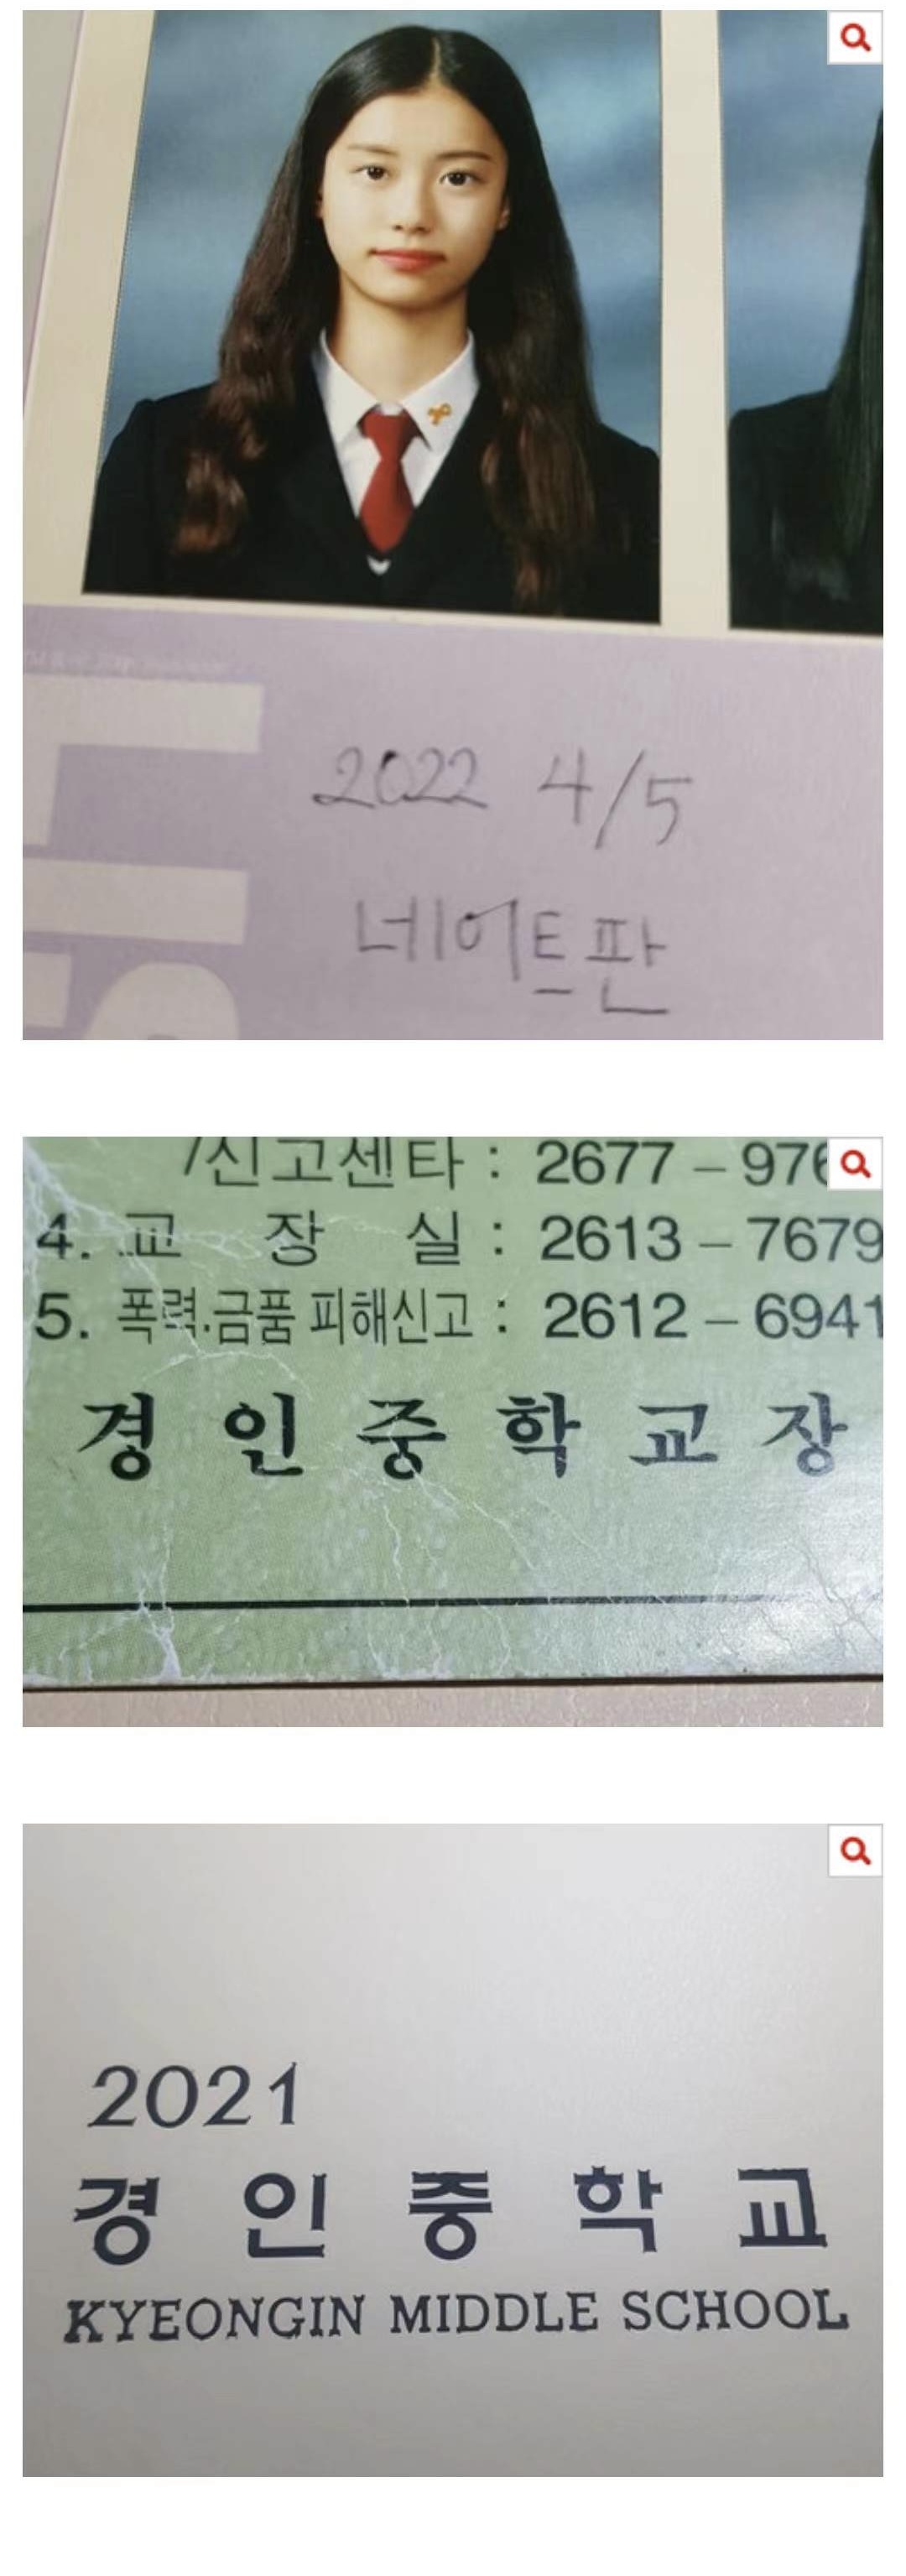 2022 4/5
네이트판
/신고센타 : 2677 – 976
4. 교 장 실 : 2613 – 7679
5. 폭력·금품 피해신고 : 2612 – 6941
경 인 중 학 교 장
2021
경 인 중 학 교
KYEONGIN MIDDLE SCHOOL